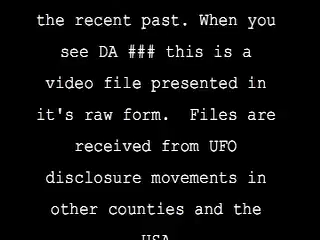 the recent past. When you
see DA ### this is a
video file presented in
it's raw form.  Files are
received from UFO
disclosure movements in
other counties and the
USA